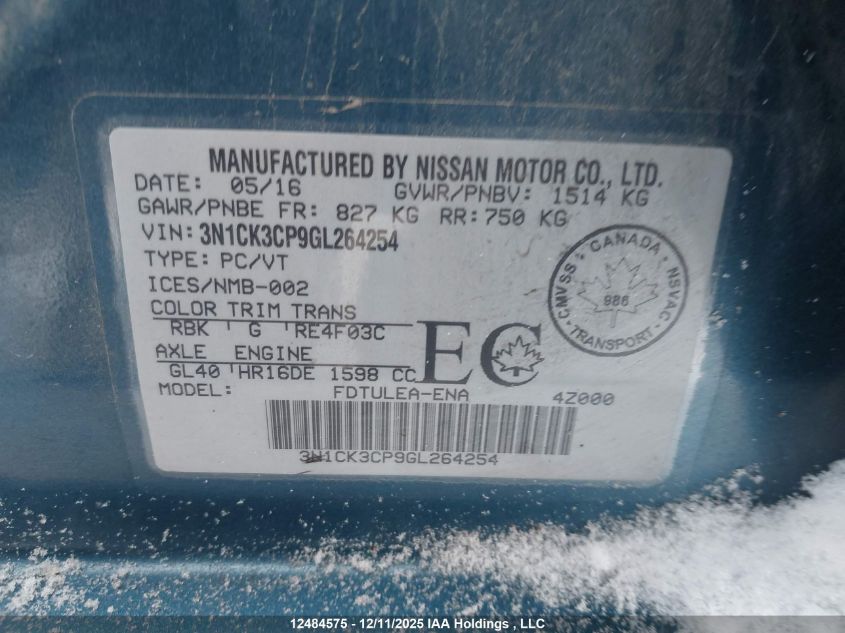 MANUFACTURED BY NISSAN MOTOR CO., LTD.
DATE: 05/16 GVWR/PNBV: 1514 KG
GAWR/PNBE FR: 827 KG RR:750 KG
VIN: 3N1CK3CP9GL264254
TYPE: PC/VT
ICES/NMB-002
COLOR TRIM TRANS
RBK G RE4F03C
AXLE ENGINE
GL40 HR16DE 1598 CC
EC
MODEL: FDTULEA-ENA 4Z000
3N1CK3CP9GL264254
CANADA
CMVSS NSVAC
986
TRANSPORT
12484575 - 12/11/2025 IAA Holdings , LLC